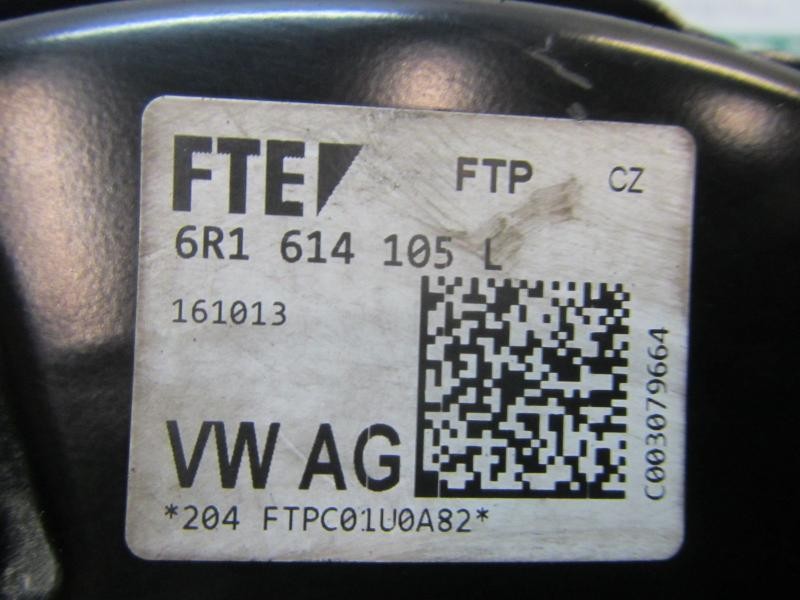 FTE FTP CZ
6R1 614 105 L
161013
C003079664
VW AG
*204 FTPC01U0A82*